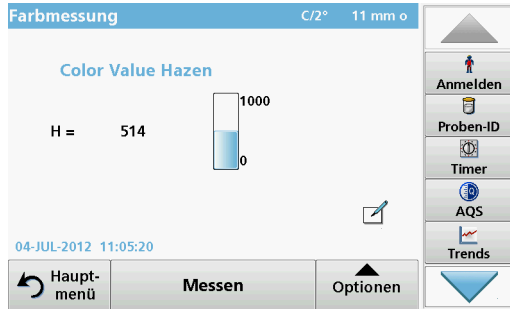 Farbmessung C/2° 11 mm o
Color Value Hazen
1000
H = 514
0
04-JUL-2012 11:05:20
Haupt-
menü
Messen
Optionen
Anmelden
Proben-ID
Timer
AQS
Trends